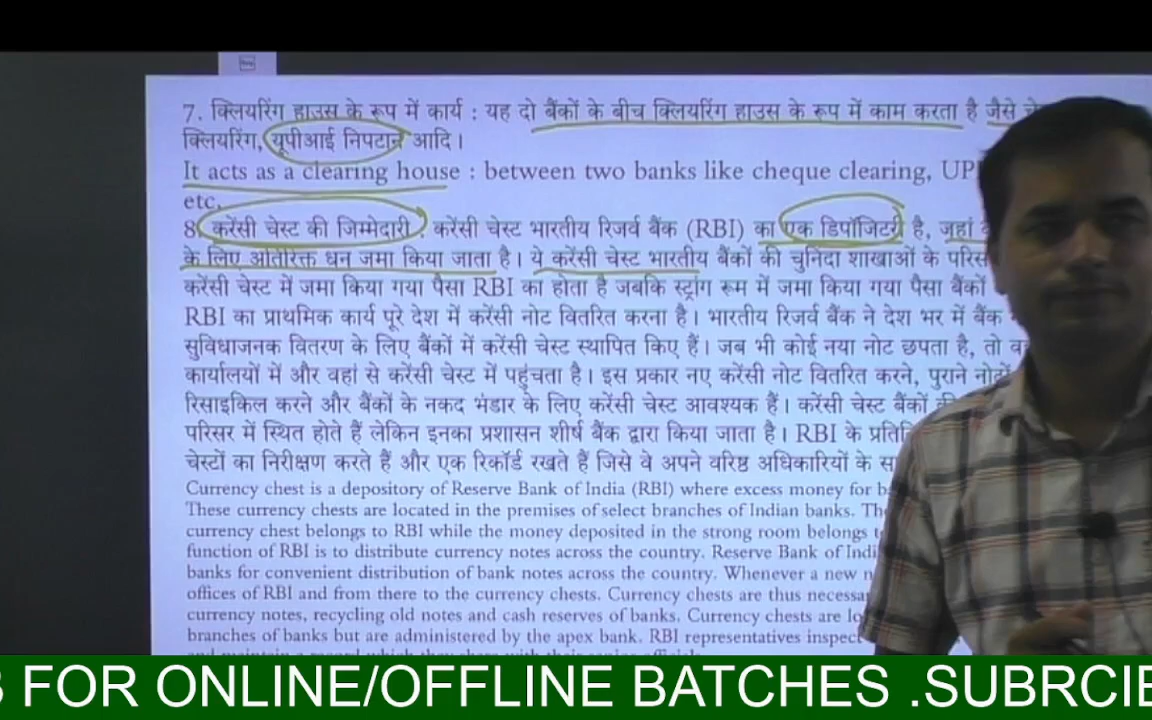 7. क्लियरिंग हाउस के रूप में कार्य : यह दो बैंकों के बीच क्लियरिंग हाउस के रूप में काम करता है जैसे
क्लियरिंग, यूपीआई निपटान आदि।
It acts as a clearing house : between two banks like cheque clearing, UPI
etc.
8 करेंसी चेस्ट की जिम्मेदारी : करेंसी चेस्ट भारतीय रिजर्व बैंक (RBI) का एक डिपॉजिटरी है, जहां
के लिए अतिरिक्त धन जमा किया जाता है। ये करेंसी चेस्ट भारतीय बैंकों की चुनिंदा शाखाओं के
करेंसी चेस्ट में जमा किया गया पैसा RBI का होता है जबकि स्ट्रांग रूम में जमा किया गया पैसा बैंकों
RBI का प्राथमिक कार्य पूरे देश में करेंसी नोट वितरित करना है। भारतीय रिजर्व बैंक ने देश भर में बैंक
सुविधाजनक वितरण के लिए बैंकों में करेंसी चेस्ट स्थापित किए हैं। जब भी कोई नया नोट छपता है, तो
कार्यालयों में और वहां से करेंसी चेस्ट में पहुंचता है। इस प्रकार नए करेंसी नोट वितरित करने, पुराने नोटों
रिसाइकिल करने और बैंकों के नकद भंडार के लिए करेंसी चेस्ट आवश्यक हैं। करेंसी चेस्ट बैंकों की
परिसर में स्थित होते हैं लेकिन इनका प्रशासन शीर्ष बैंक द्वारा किया जाता है। RBI के
चेस्टों का निरीक्षण करते हैं और एक रिकॉर्ड रखते हैं जिसे वे अपने वरिष्ठ अधिकारियों के
Currency chest is a depository of Reserve Bank of India (RBI) where excess money for
These currency chests are located in the premises of select branches of Indian banks.
currency chest belongs to RBI while the money deposited in the strong room belongs
function of RBI is to distribute currency notes across the country. Reserve Bank of
banks for convenient distribution of bank notes across the country. Whenever a new
offices of RBI and from there to the currency chests. Currency chests are thus
currency notes, recycling old notes and cash reserves of banks. Currency chests are
branches of banks but are administered by the apex bank. RBI representatives inspect
FOR ONLINE/OFFLINE BATCHES .SUBRCIB